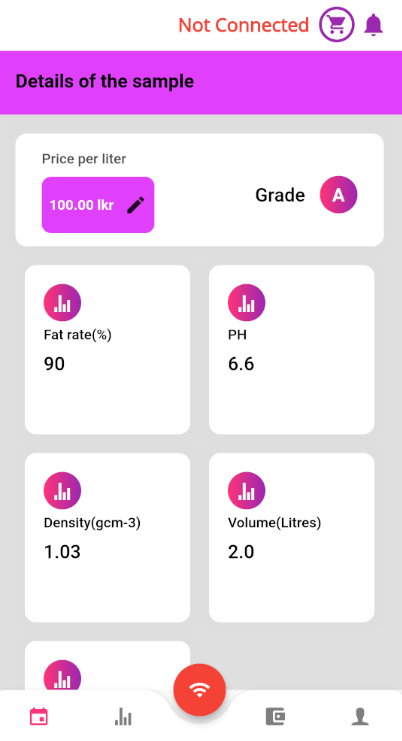 Not Connected
Details of the sample
Price per liter
100.00 lkr
Grade A
Fat rate(%)
90
PH
6.6
Density(gcm-3)
1.03
Volume(Litres)
2.0